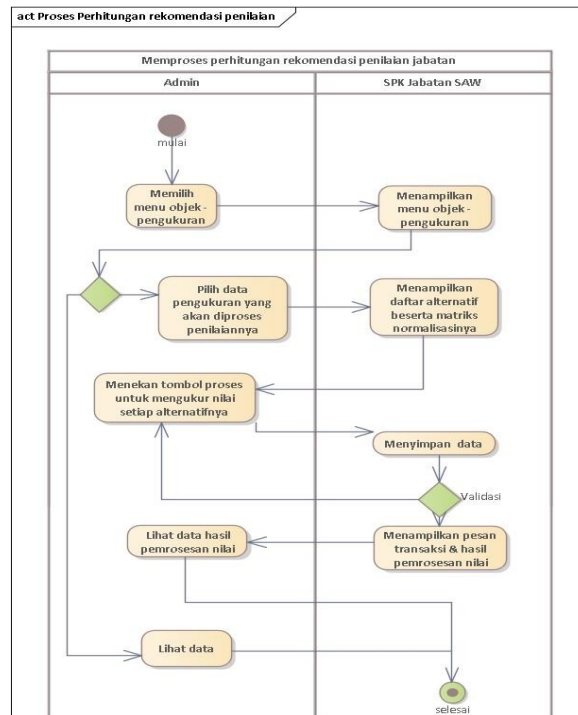 act Proses Perhitungan rekomendasi penilaian
Memproses perhitungan rekomendasi penilaian jabatan
Admin
SPK Jabatan SAW
mulai
Memilih
menu objek -
pengukuran
Menampilkan
menu objek -
pengukuran
Pilih data
pengukuran yang
akan diproses
penilaiannya
Menampilkan
daftar alternatif
beserta matriks
normalisasinya
Menekan tombol proses
untuk mengukur nilai
setiap alternatifnya
Menyimpan data
Validasi
Lihat data hasil
pemrosesan nilai
Menampilkan pesan
transaksi & hasil
pemrosesan nilai
Lihat data
selesai